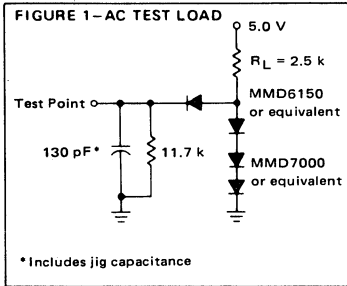 FIGURE 1–AC TEST LOAD
5.0 V
R_L = 2.5 k
Test Point
MMD6150
or equivalent
130 pF*
11.7 k
MMD7000
or equivalent
*Includes jig capacitance